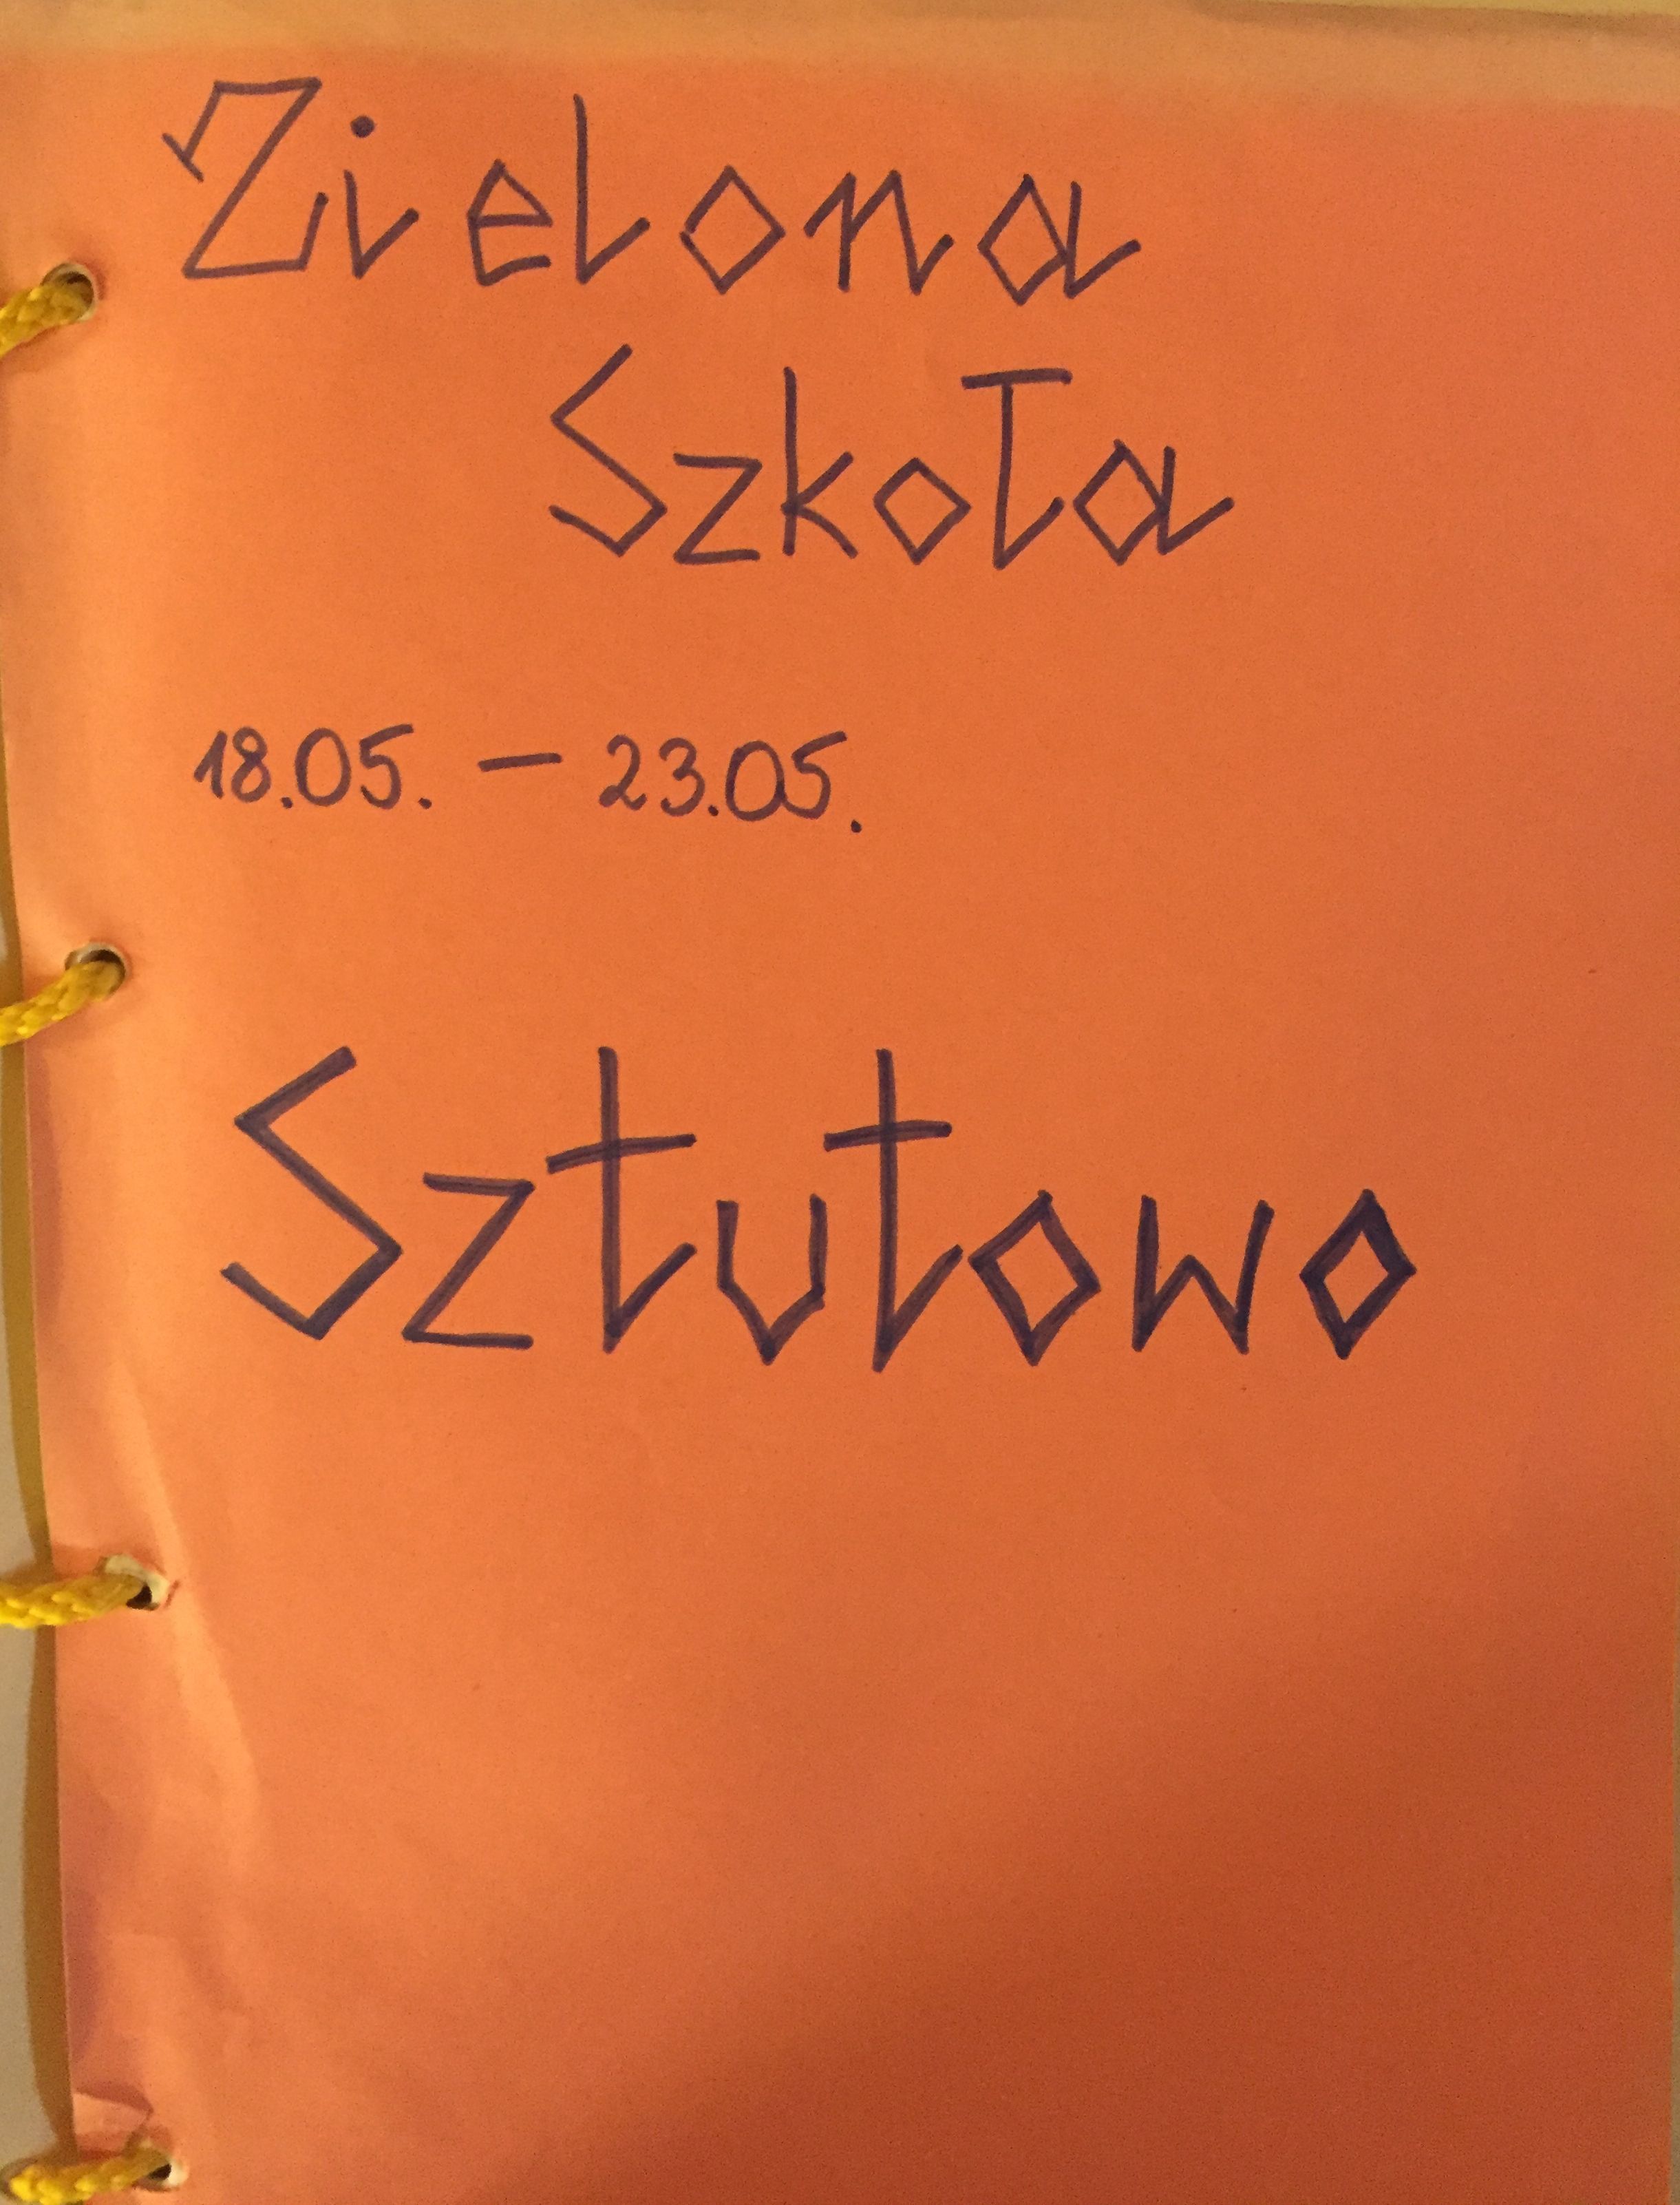 Zielona
Szkoła
18.05. – 23.05.
Sztutowo